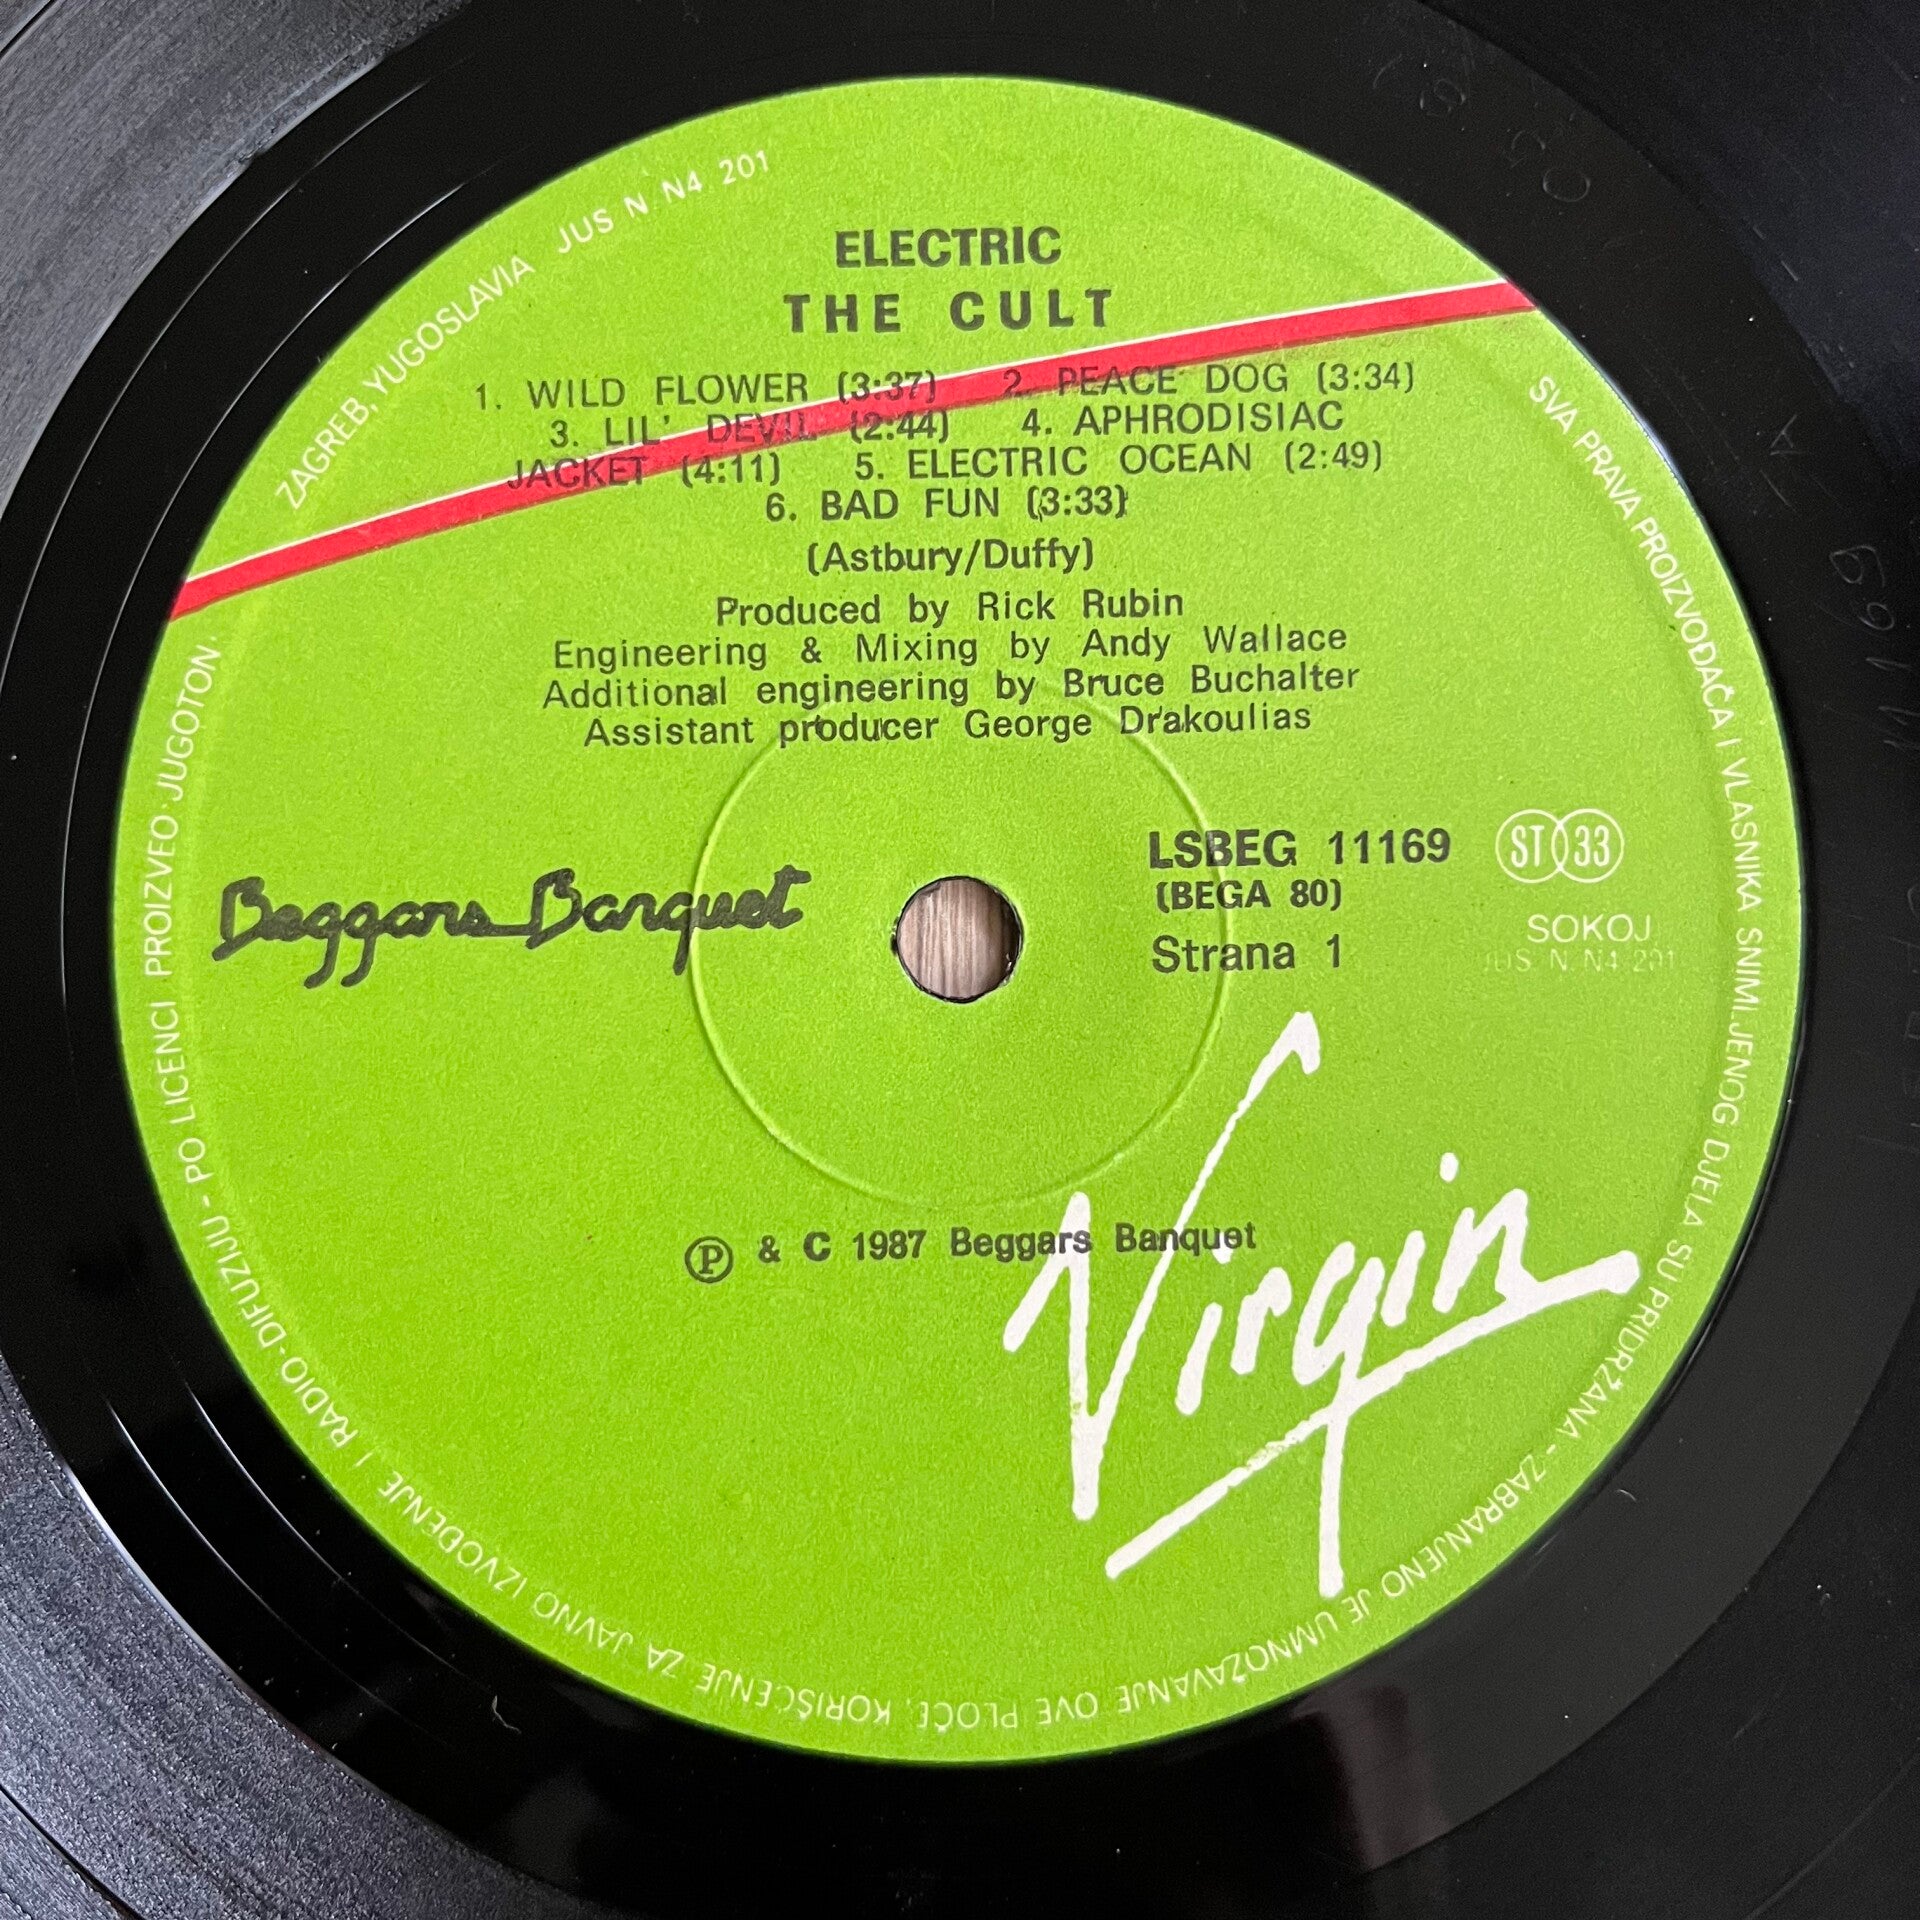 ELECTRIC
THE CULT
1. WILD FLOWER (3:37) 2. PEACE DOG (3:34)
3. LIL' DEVIL (2:44) 4. APHRODISIAC
JACKET (4:11) 5. ELECTRIC OCEAN (2:49)
6. BAD FUN (3:33)
(Astbury/Duffy)
Produced by Rick Rubin
Engineering & Mixing by Andy Wallace
Additional engineering by Bruce Buchalter
Assistant producer George Drakoulias
Beggars Banquet
LSBEG 11169
(BEGA 80)
Strana 1
ST 33
SOKOJ
JUS N. N4 201
Ⓟ & C 1987 Beggars Banquet
Virgin
SVA PRAVA PROIZVOĐAČA I VLASNIKA SNIMLJENOG DJELA SU PRIDRŽANA - ZABRANJENO JE UMNOŽAVANJE OVE PLOČE, KORIŠĆENJE ZA JAVNO IZVOĐENJE I RADIO-DIFUZIJU - PO LICENCI PROIZVEO JUGOTON, ZAGREB, YUGOSLAVIA JUS N. N4 201